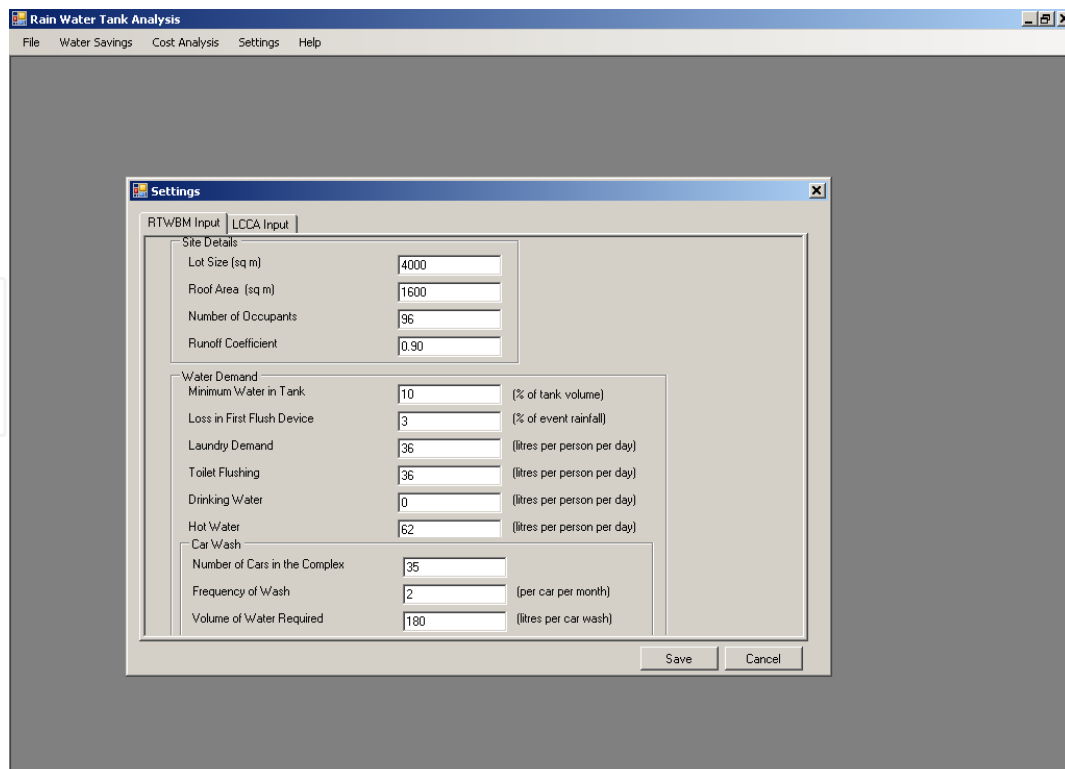 Rain Water Tank Analysis
File Water Savings Cost Analysis Settings Help
Settings
RTWBM Input LCCA Input
Site Details
Lot Size (sq m) 4000
Roof Area (sq m) 1600
Number of Occupants 96
Runoff Coefficient 0.90
Water Demand
Minimum Water in Tank 10 (% of tank volume)
Loss in First Flush Device 3 (% of event rainfall)
Laundry Demand 36 (litres per person per day)
Toilet Flushing 36 (litres per person per day)
Drinking Water 0 (litres per person per day)
Hot Water 62 (litres per person per day)
Car Wash
Number of Cars in the Complex 35
Frequency of Wash 2 (per car per month)
Volume of Water Required 180 (litres per car wash)
Save Cancel